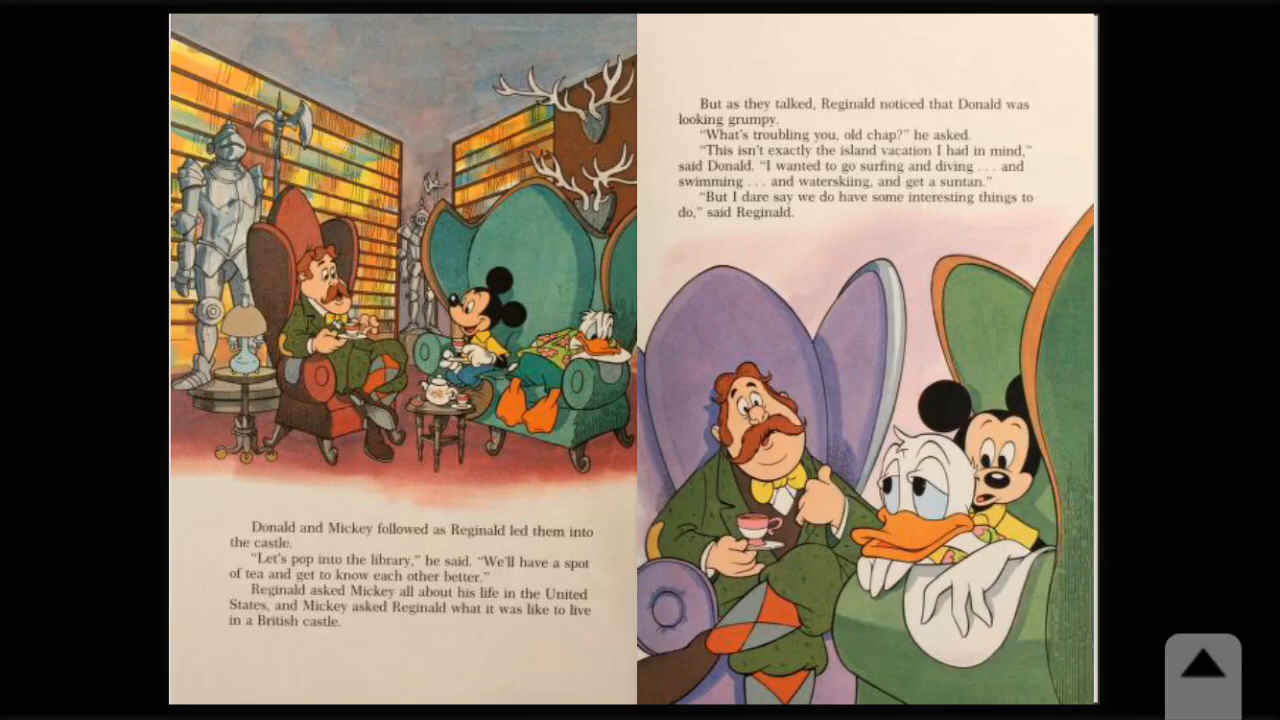 Donald and Mickey followed as Reginald led them into
the castle.
"Let's pop into the library," he said. "We'll have a spot
of tea and get to know each other better."
Reginald asked Mickey all about his life in the United
States, and Mickey asked Reginald what it was like to live
in a British castle.
But as they talked, Reginald noticed that Donald was
looking grumpy.
"What's troubling you, old chap?" he asked.
"This isn't exactly the island vacation I had in mind,"
said Donald. "I wanted to go surfing and diving . . . and
swimming . . . and waterskiing, and get a suntan."
"But I dare say we do have some interesting things to
do," said Reginald.